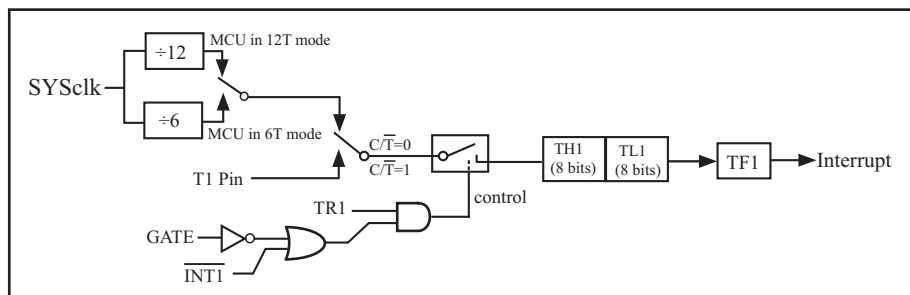 ÷12
MCU in 12T mode
SYSclk
÷6
MCU in 6T mode
C/T̅=0
C/T̅=1
T1 Pin
TH1
(8 bits)
TL1
(8 bits)
TF1
Interrupt
control
TR1
GATE
I̅N̅T̅1̅